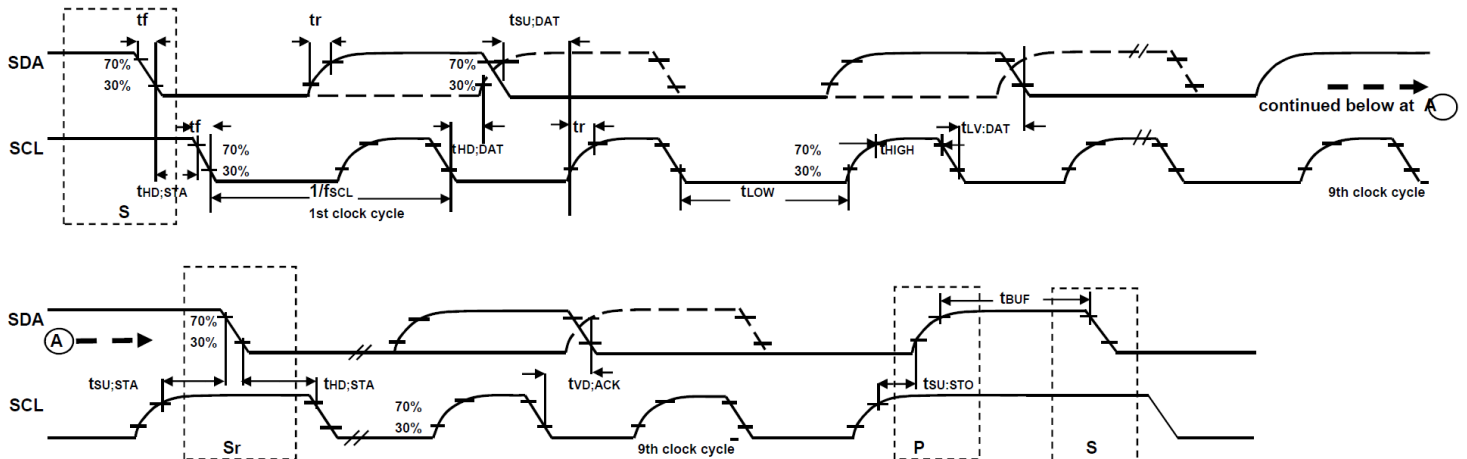 tf tr tSU;DAT
SDA 70% 70%
30% 30%
continued below at A
tf tHD;DAT tr tLV:DAT
SCL 70% 70% tHIGH
30% 30%
tHD;STA 1/fSCL tLOW
S 1st clock cycle 9th clock cycle
tBUF
SDA 70%
A 30%
tSU;STA tHD;STA tVD;ACK tSU:STO
SCL 70%
30%
Sr 9th clock cycle P S